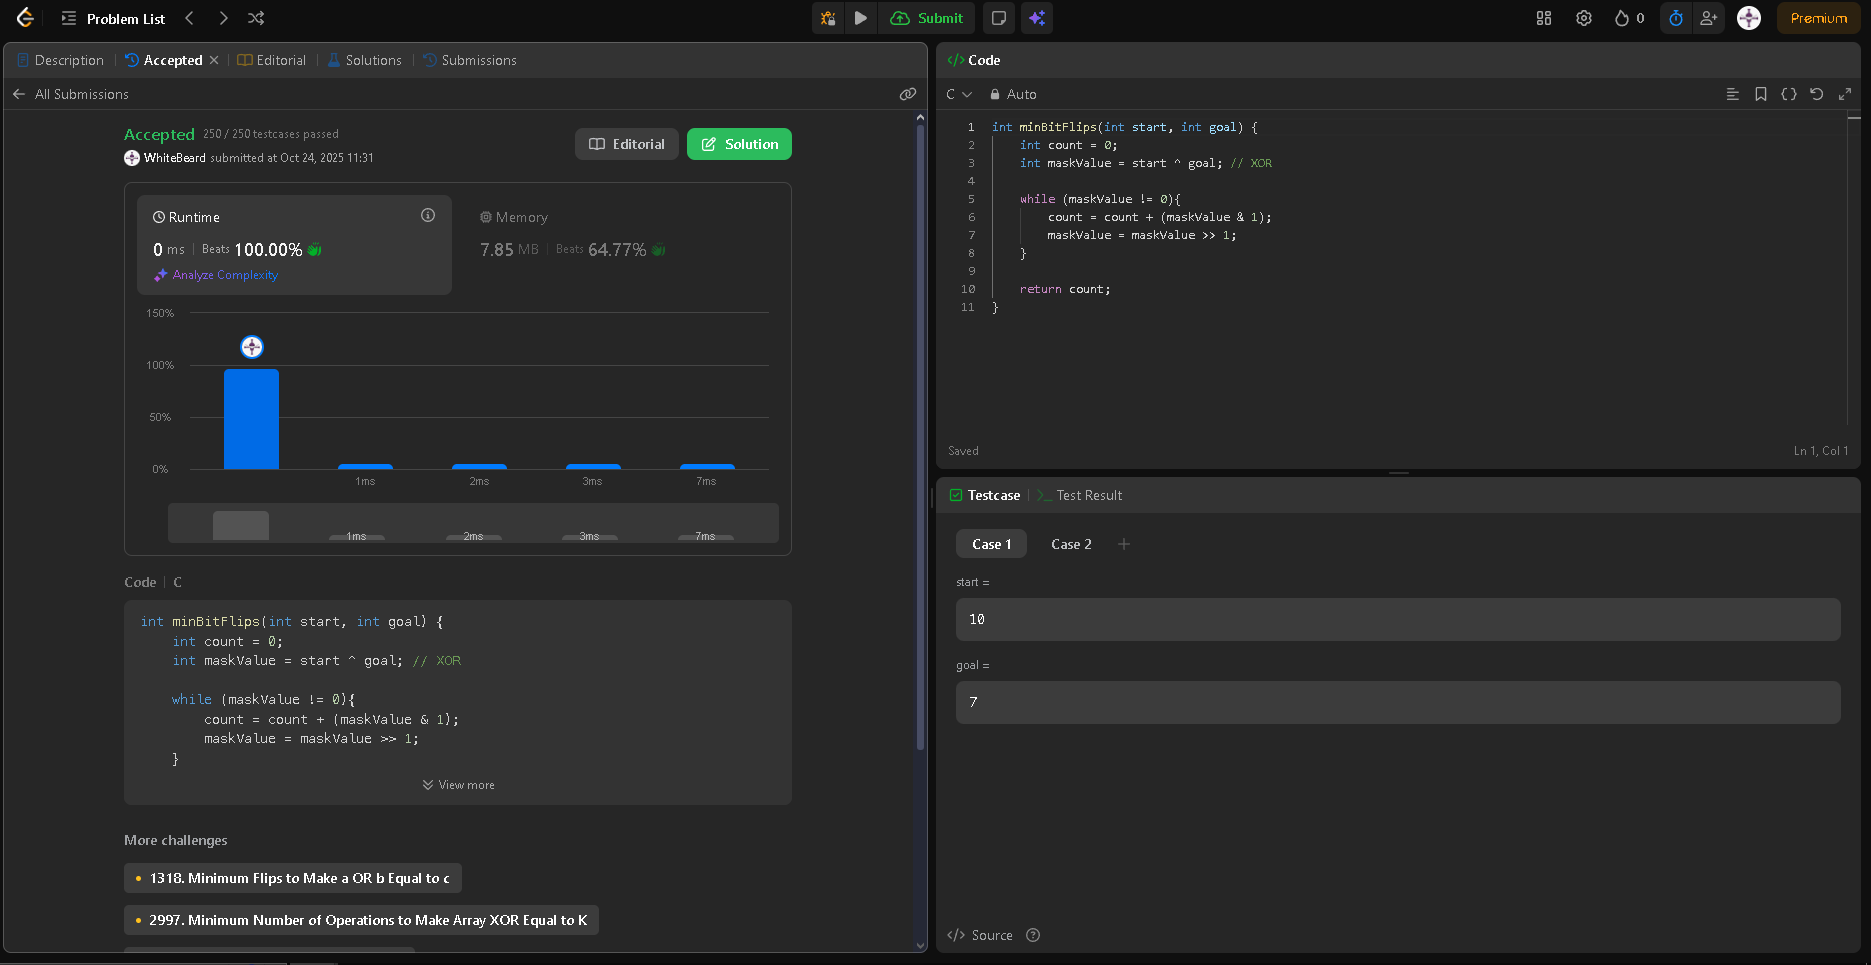 Problem List
Submit
0
Premium
Description
Accepted
Editorial
Solutions
Submissions
All Submissions
Accepted 250 / 250 testcases passed
WhiteBeard submitted at Oct 24, 2025 11:31
Editorial
Solution
Runtime
0 ms | Beats 100.00%
Analyze Complexity
Memory
7.85 MB | Beats 64.77%
150%
100%
50%
0%
1ms 2ms 3ms 7ms
1ms 2ms 3ms 7ms
Code | C
int minBitFlips(int start, int goal) {
    int count = 0;
    int maskValue = start ^ goal; // XOR
    while (maskValue != 0){
        count = count + (maskValue & 1);
        maskValue = maskValue >> 1;
    }
View more
More challenges
1318. Minimum Flips to Make a OR b Equal to c
2997. Minimum Number of Operations to Make Array XOR Equal to K
</> Code
C
Auto
1 int minBitFlips(int start, int goal) {
2     int count = 0;
3     int maskValue = start ^ goal; // XOR
4
5     while (maskValue != 0){
6         count = count + (maskValue & 1);
7         maskValue = maskValue >> 1;
8     }
9
10     return count;
11 }
Saved
Ln 1, Col 1
Testcase
Test Result
Case 1
Case 2
start =
10
goal =
7
</> Source